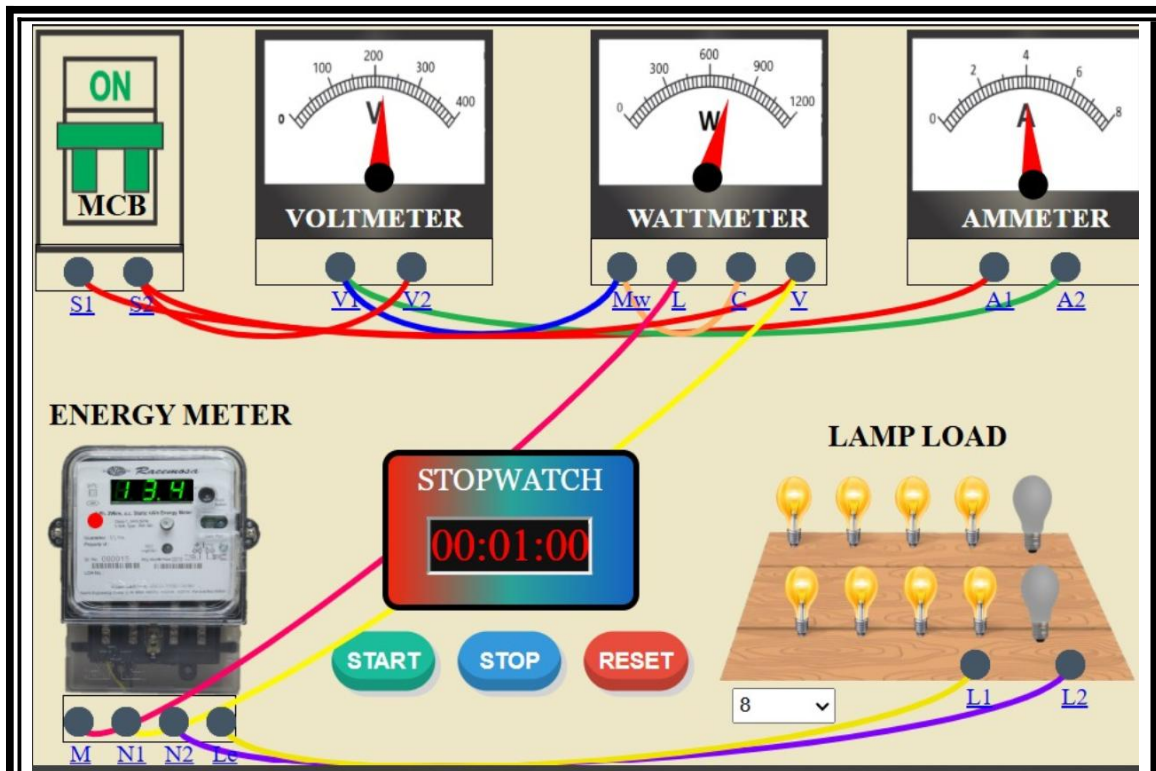 ON
MCB
0 100 200 300 400
V
VOLTMETER
0 300 600 900 1200
W
WATTMETER
0 2 4 6 8
A
AMMETER
S1 S2
V1 V2
Mw L C V
A1 A2
ENERGY METER
Racemosa
13.4
STOPWATCH
00:01:00
LAMP LOAD
START STOP RESET
8
L1 L2
M N1 N2 Le